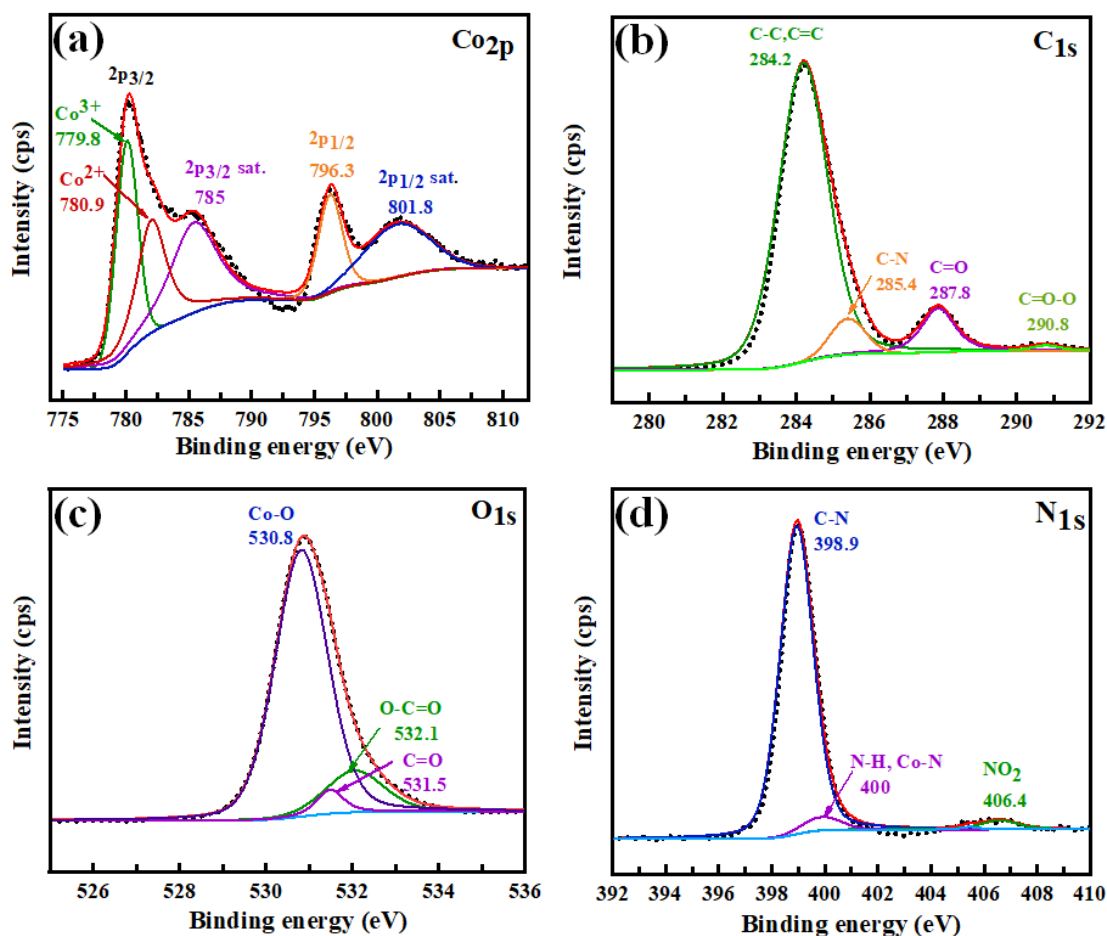 (a)
Co2p
2p3/2
Co3+
779.8
Co2+
780.9
2p3/2 sat.
785
2p1/2
796.3
2p1/2 sat.
801.8
Intensity (cps)
775 780 785 790 795 800 805 810
Binding energy (eV)
(b)
C1s
C-C,C=C
284.2
C-N
285.4
C=O
287.8
C=O-O
290.8
Intensity (cps)
280 282 284 286 288 290 292
Binding energy (eV)
(c)
O1s
Co-O
530.8
O-C=O
532.1
C=O
531.5
Intensity (cps)
526 528 530 532 534 536
Binding energy (eV)
(d)
N1s
C-N
398.9
N-H, Co-N
400
NO2
406.4
Intensity (cps)
392 394 396 398 400 402 404 406 408 410
Binding energy (eV)